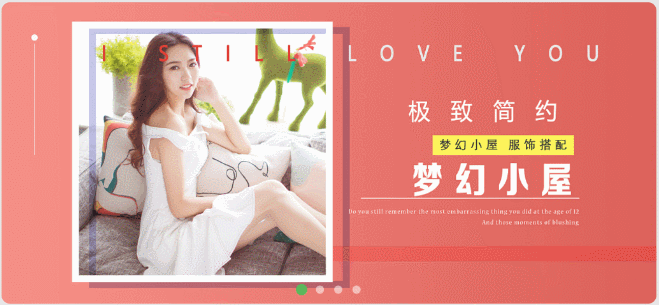 I STILL LOVE YOU
极致简约
梦幻小屋 服饰搭配
梦幻小屋
Do you still remember the most embarrassing thing you did at the age of 12
And those moments of blushing